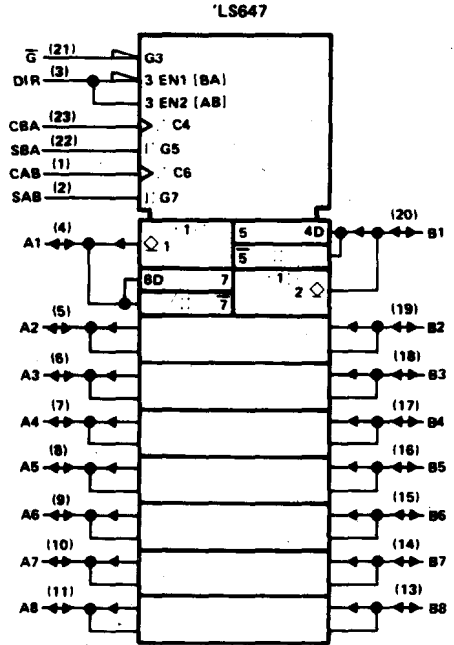 'LS647
G̅ (21) G3
DIR (3) 3 EN1 [BA]
3 EN2 [AB]
CBA (23) C4
SBA (22) G5
CAB (1) C6
SAB (2) G7
A1 (4) 1 1 5 4D (20) B1
5̅
6D 7 1
7̅ 2
A2 (5) (19) B2
A3 (6) (18) B3
A4 (7) (17) B4
A5 (8) (16) B5
A6 (9) (15) B6
A7 (10) (14) B7
A8 (11) (13) B8